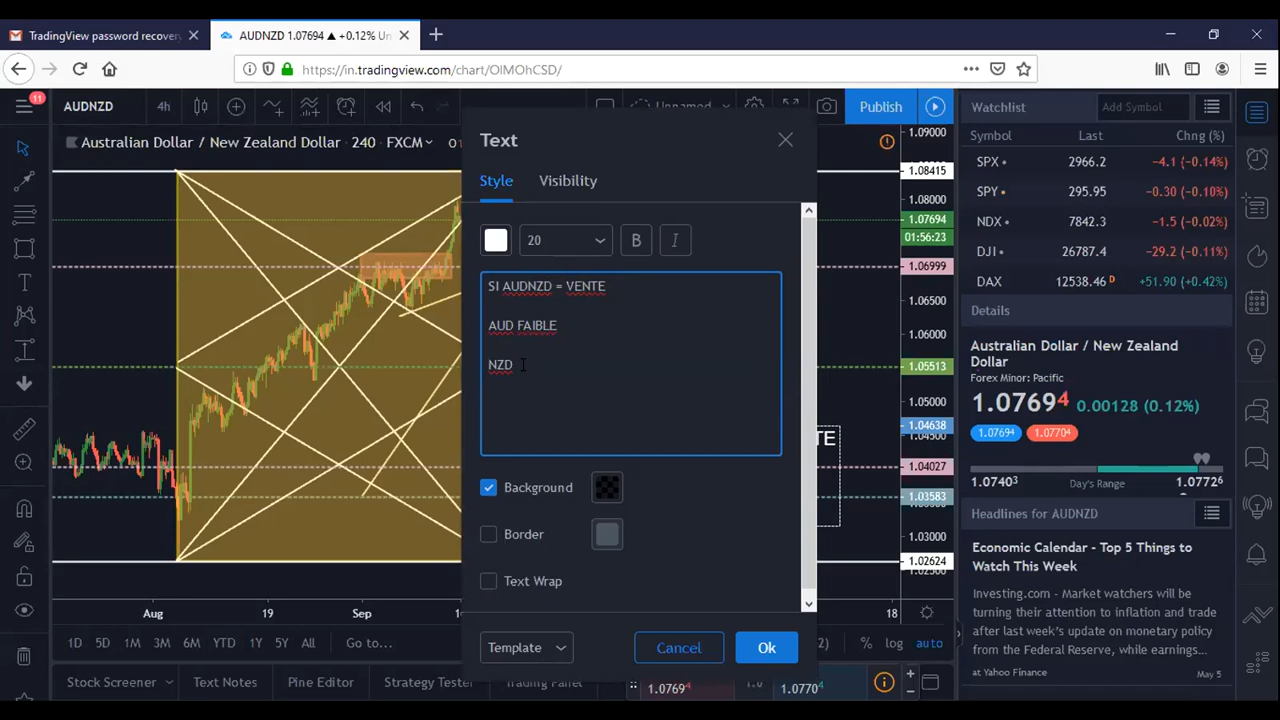 TradingView password recovery
AUDNZD 1.07694 ▲ +0.12% Un
https://in.tradingview.com/chart/OIMOhCSD/
11
AUDNZD
4h
Unnamed
Publish
Australian Dollar / New Zealand Dollar · 240 · FXCM
Text
Style
Visibility
20
B
I
SI AUDNZD = VENTE
AUD FAIBLE
NZD
Background
Border
Text Wrap
Template
Cancel
Ok
TE
1.09000
1.08415
1.08000
1.07694
01:56:23
1.06999
1.06500
1.06000
1.05513
1.05000
1.04638
1.04500
1.04027
1.03583
1.03000
1.02624
1.02500
Aug
19
Sep
18
1D
5D
1M
3M
6M
YTD
1Y
5Y
All
Go to...
2)
%
log
auto
Stock Screener
Text Notes
Pine Editor
Strategy Tester
Trading Panel
1.0769⁴
1.0
1.0770⁴
Watchlist
Add Symbol
Symbol
Last
Chng (%)
SPX
2966.2
−4.1 (−0.14%)
SPY
295.95
−0.30 (−0.10%)
NDX
7842.3
−1.5 (−0.02%)
DJI
26787.4
−29.2 (−0.11%)
DAX
12538.46 D
+51.90 (+0.42%)
Details
Australian Dollar / New Zealand
Dollar
Forex Minor: Pacific
1.0769⁴
0.00128 (0.12%)
1.0769⁴
1.0770⁴
1.0740³
Day's Range
1.0772⁶
Headlines for AUDNZD
Economic Calendar - Top 5 Things to
Watch This Week
Investing.com - Market watchers will be
turning their attention to inflation and trade
after last week's update on monetary policy
from the Federal Reserve, while earnings...
at Yahoo Finance
May 5